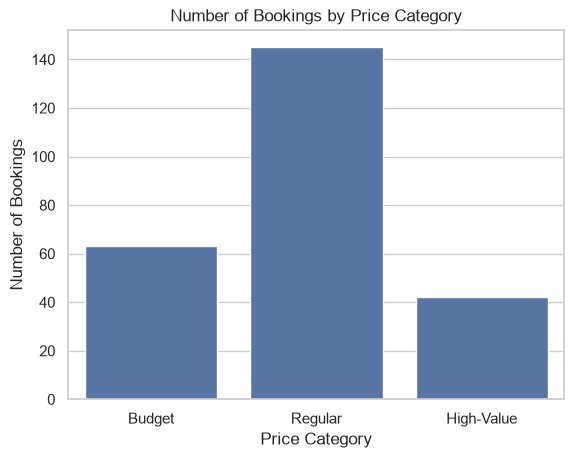 Number of Bookings by Price Category
Number of Bookings
140
120
100
80
60
40
20
0
Budget
Regular
High-Value
Price Category